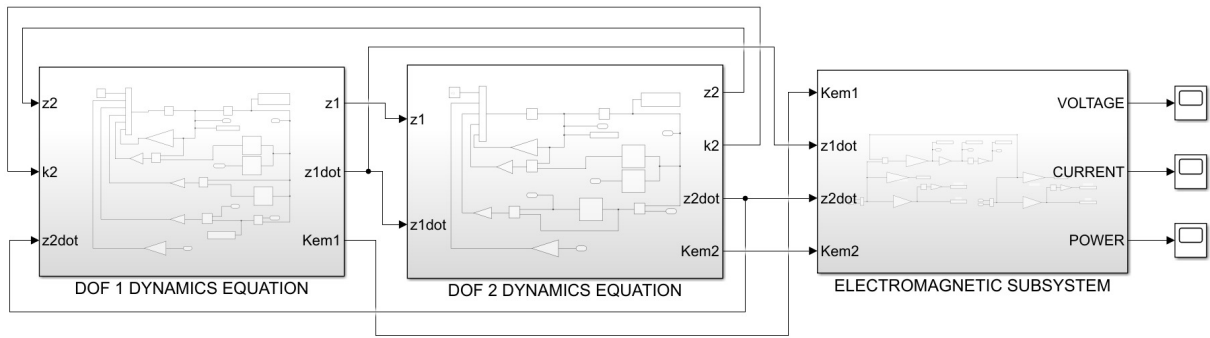 z2
k2
z2dot
z1
z1dot
Kem1
DOF 1 DYNAMICS EQUATION
z1
z1dot
z2
k2
z2dot
Kem2
DOF 2 DYNAMICS EQUATION
Kem1
z1dot
z2dot
Kem2
VOLTAGE
CURRENT
POWER
ELECTROMAGNETIC SUBSYSTEM